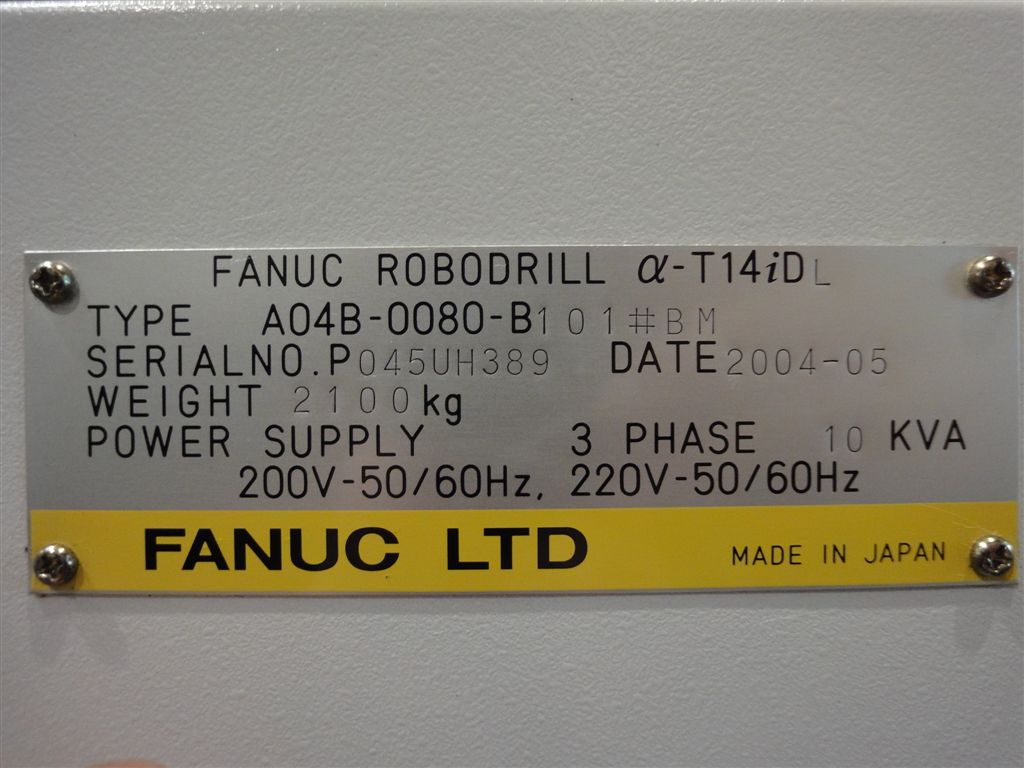 FANUC ROBODRILL α-T14iDL
TYPE A04B-0080-B101#BM
SERIALNO.P045UH389 DATE2004-05
WEIGHT 2100kg
POWER SUPPLY 3 PHASE 10 KVA
200V-50/60Hz, 220V-50/60Hz
FANUC LTD MADE IN JAPAN